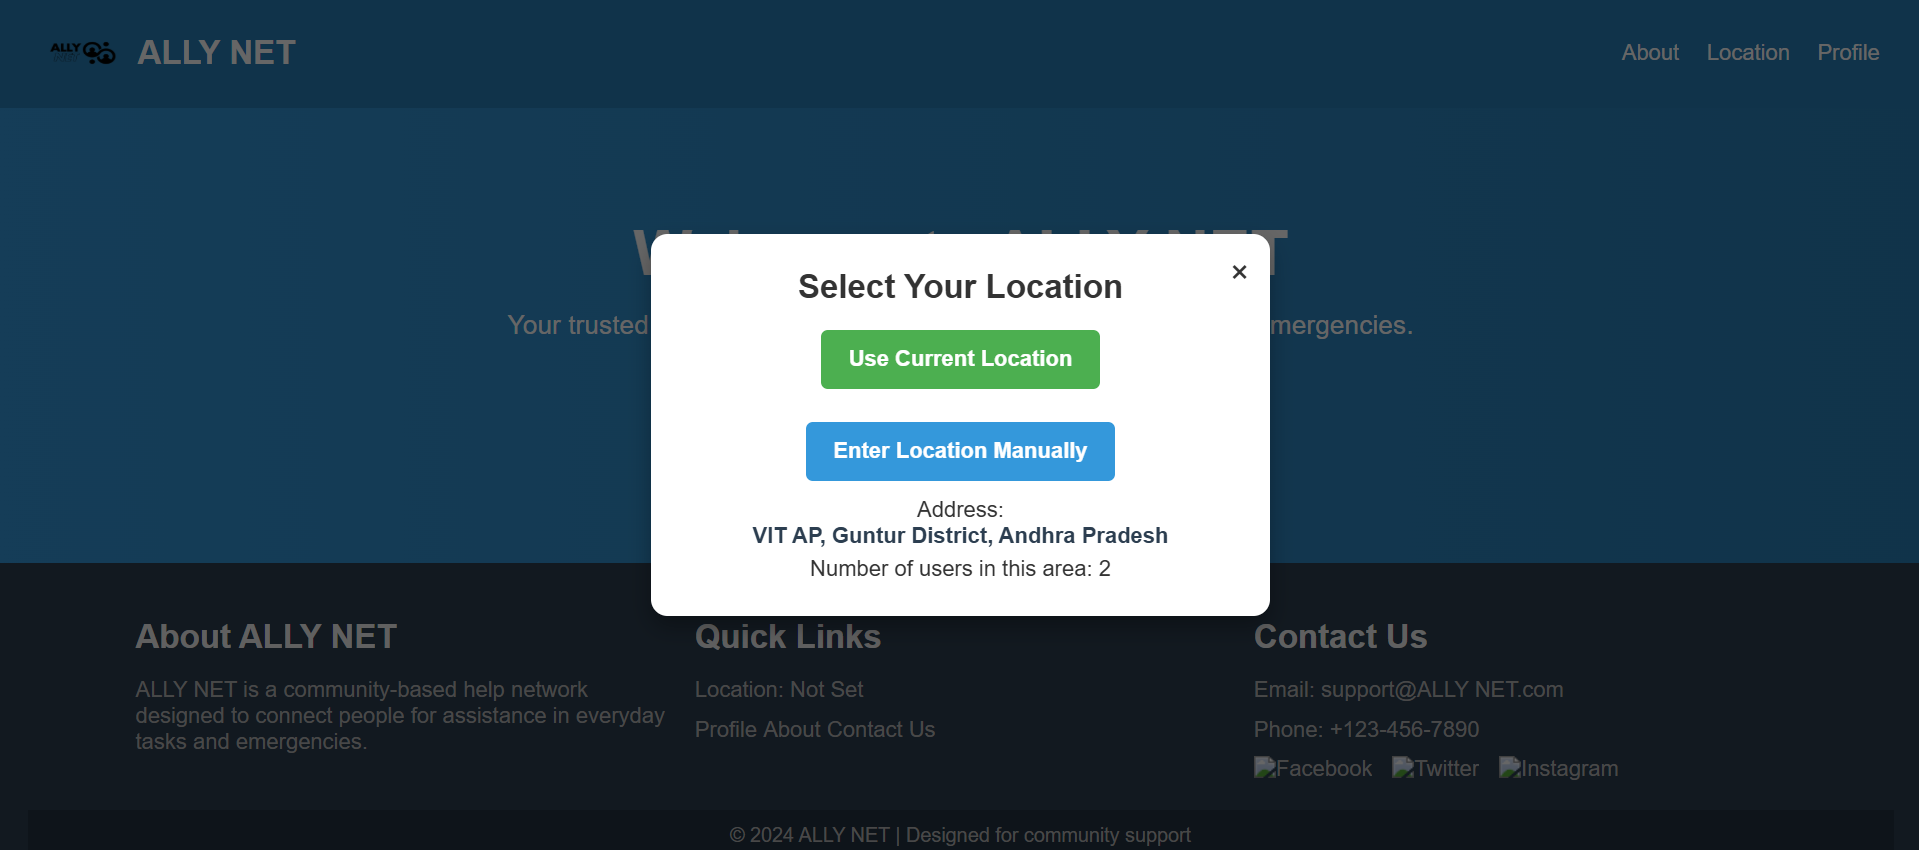 ALLY
ALLY NET
About
Location
Profile
Your trusted
mergencies.
Select Your Location
×
Use Current Location
Enter Location Manually
Address:
VIT AP, Guntur District, Andhra Pradesh
Number of users in this area: 2
About ALLY NET
ALLY NET is a community-based help network
designed to connect people for assistance in everyday
tasks and emergencies.
Quick Links
Location: Not Set
Profile About Contact Us
Contact Us
Email: support@ALLY NET.com
Phone: +123-456-7890
Facebook Twitter Instagram
© 2024 ALLY NET | Designed for community support